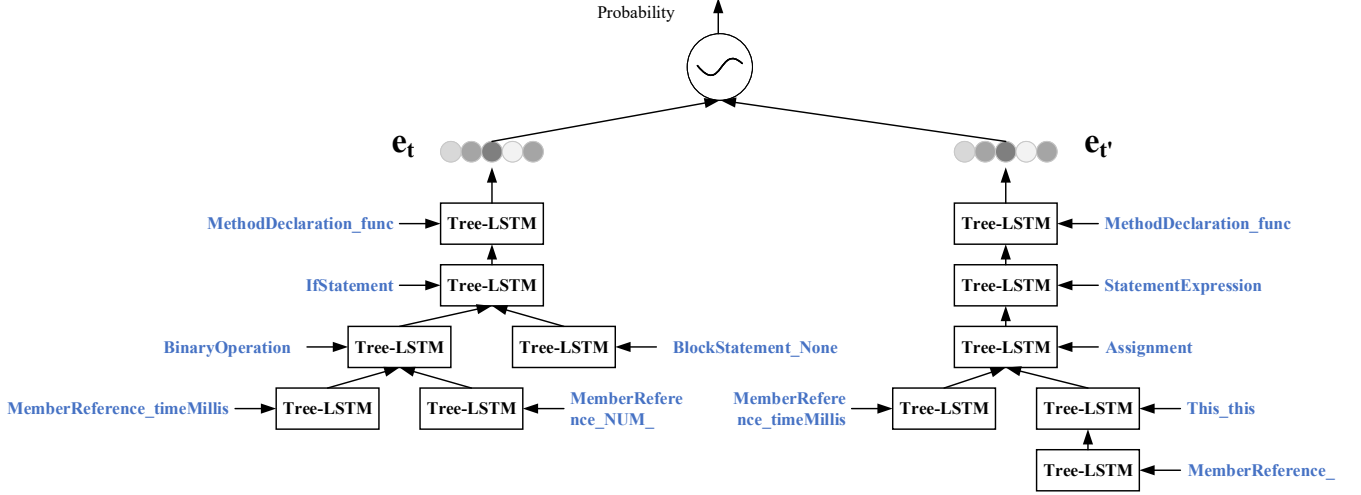 Probability
e_t
e_t'
MethodDeclaration_func
Tree-LSTM
Tree-LSTM
MethodDeclaration_func
IfStatement
Tree-LSTM
Tree-LSTM
StatementExpression
BinaryOperation
Tree-LSTM
Tree-LSTM
BlockStatement_None
Tree-LSTM
Assignment
MemberReference_timeMillis
Tree-LSTM
Tree-LSTM
MemberRefere
nce_NUM_
MemberRefere
nce_timeMillis
Tree-LSTM
Tree-LSTM
This_this
Tree-LSTM
MemberReference_